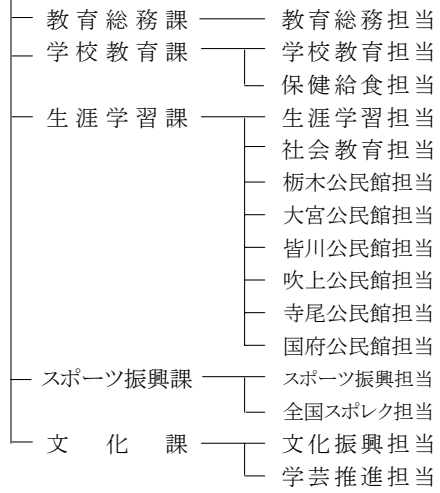 教育総務課 教育総務担当
学校教育課 学校教育担当
保健給食担当
生涯学習課 生涯学習担当
社会教育担当
栃木公民館担当
大宮公民館担当
皆川公民館担当
吹上公民館担当
寺尾公民館担当
国府公民館担当
スポーツ振興課 スポーツ振興担当
全国スポレク担当
文化課 文化振興担当
学芸推進担当